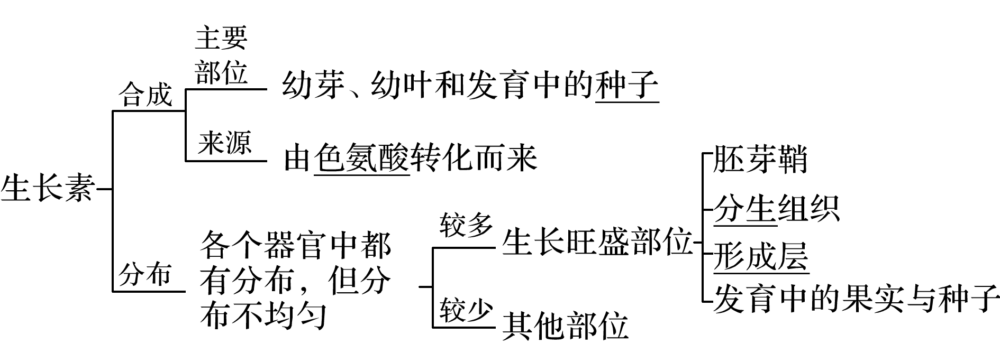 主要
部位
合成
幼芽、幼叶和发育中的种子
来源
由色氨酸转化而来
生长素
分布
各个器官中都
有分布，但分
布不均匀
较多
生长旺盛部位
胚芽鞘
分生组织
形成层
发育中的果实与种子
较少
其他部位